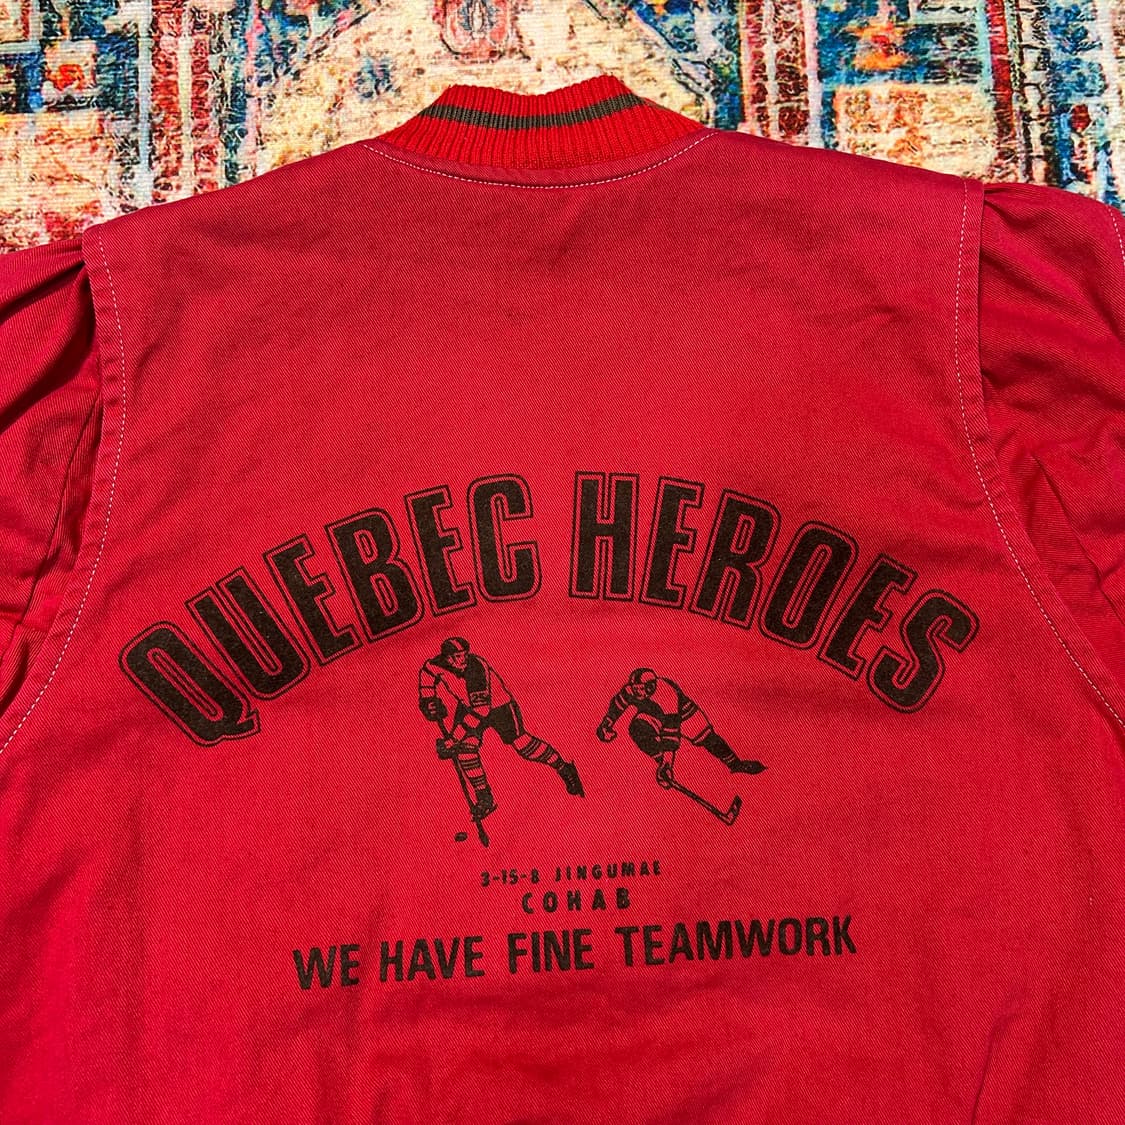 QUEBEC HEROES
3-15-8 JINGUMAE
COHAB
WE HAVE FINE TEAMWORK